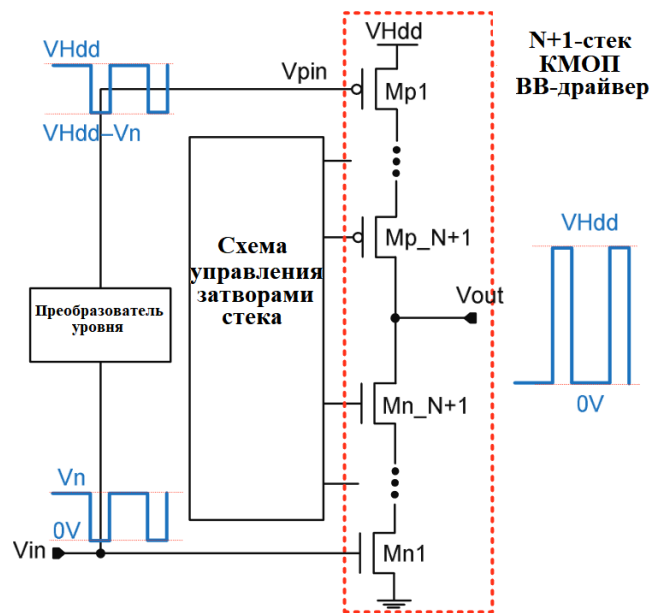 VHdd
VHdd
N+1-стек
КМОП
ВВ-драйвер
Vpin
Mp1
VHdd–Vn
VHdd
Схема
управления
затворами
стека
Mp_N+1
Преобразователь
уровня
Vout
Mn_N+1
0V
Vn
0V
Vin
Mn1